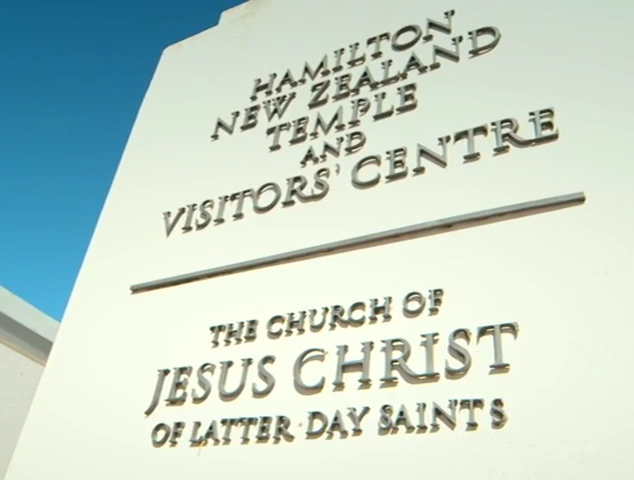 HAMILTON
NEW ZEALAND
TEMPLE
AND
VISITORS' CENTRE
THE CHURCH OF
JESUS CHRIST
OF LATTER DAY SAINTS